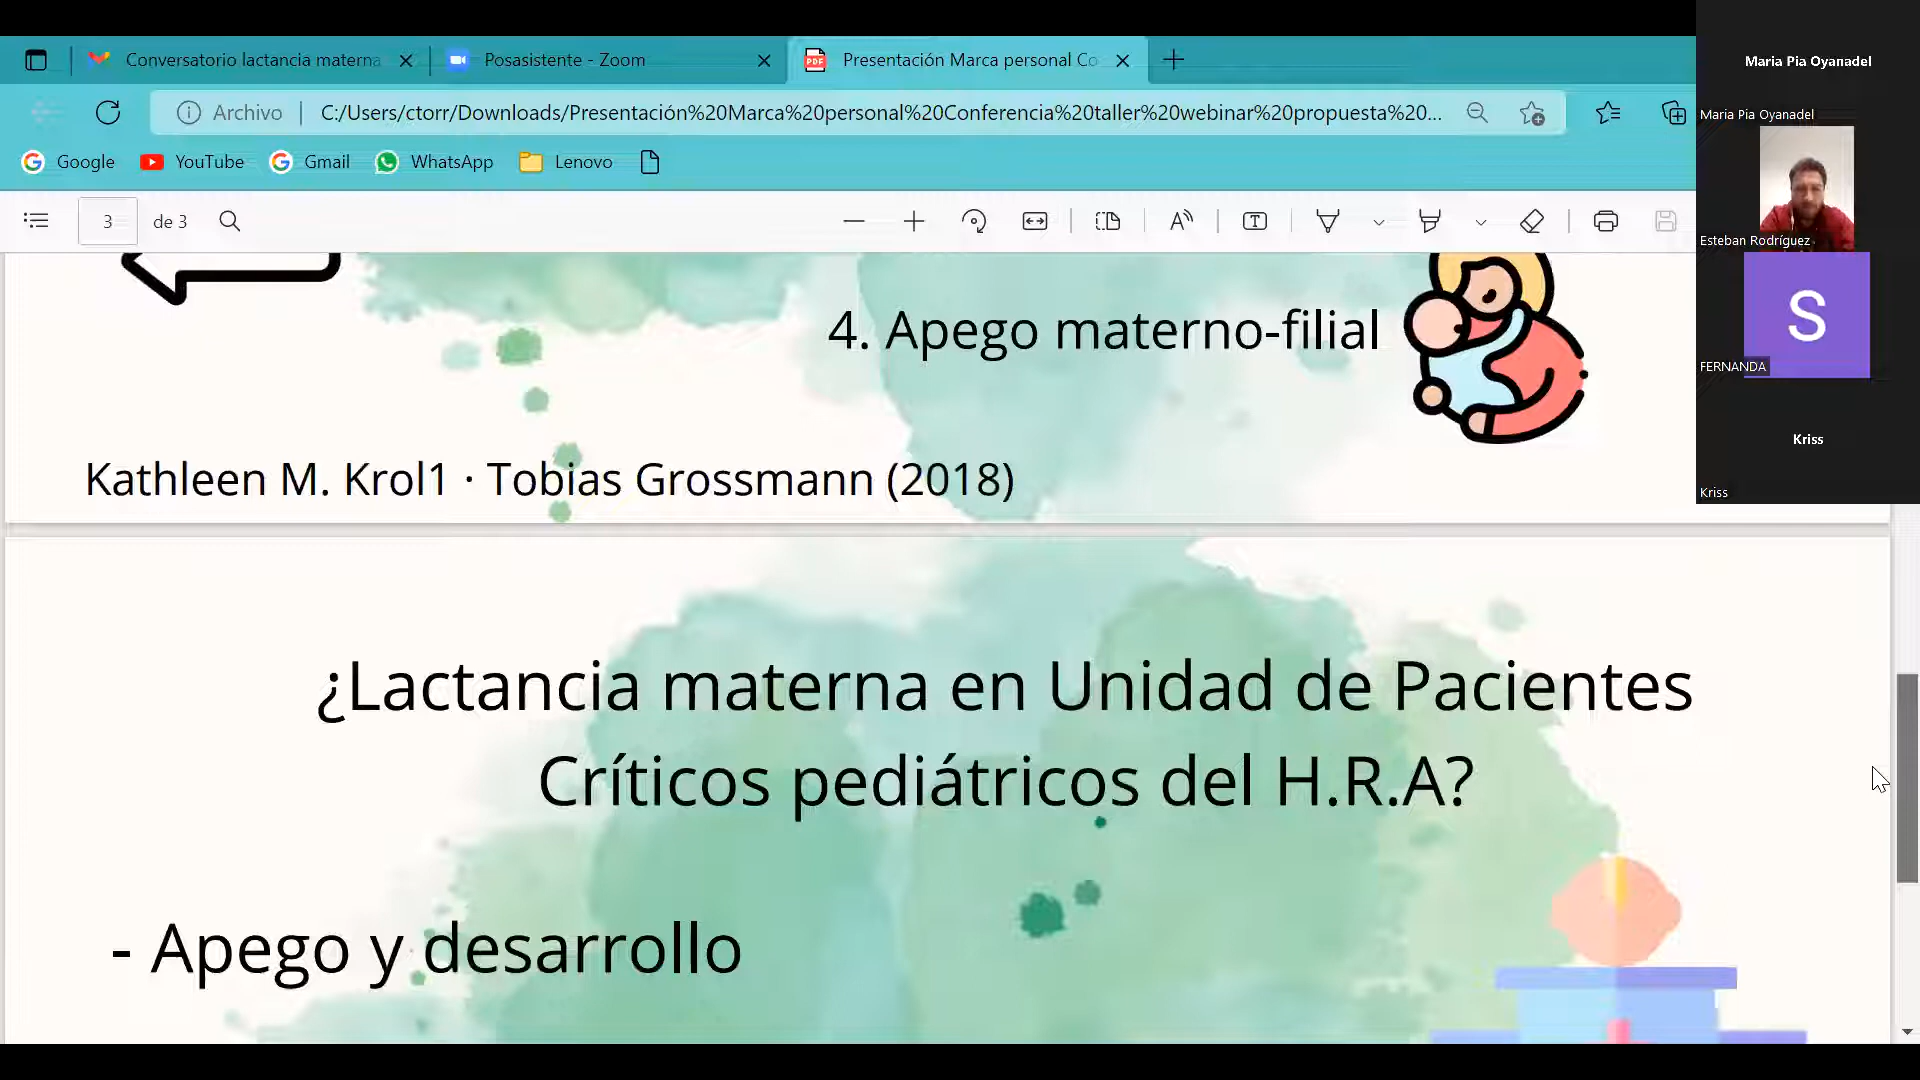 Conversatorio lactancia materna
Posasistente - Zoom
Presentación Marca personal Co
Archivo
C:/Users/ctorr/Downloads/Presentación%20Marca%20personal%20Conferencia%20taller%20webinar%20propuesta%20...
Google
YouTube
Gmail
WhatsApp
Lenovo
3
de 3
4. Apego materno-filial
Kathleen M. Krol1 · Tobias Grossmann (2018)
¿Lactancia materna en Unidad de Pacientes
Críticos pediátricos del H.R.A?
- Apego y desarrollo
Maria Pia Oyanadel
Maria Pia Oyanadel
Esteban Rodríguez
S
FERNANDA
Kriss
Kriss